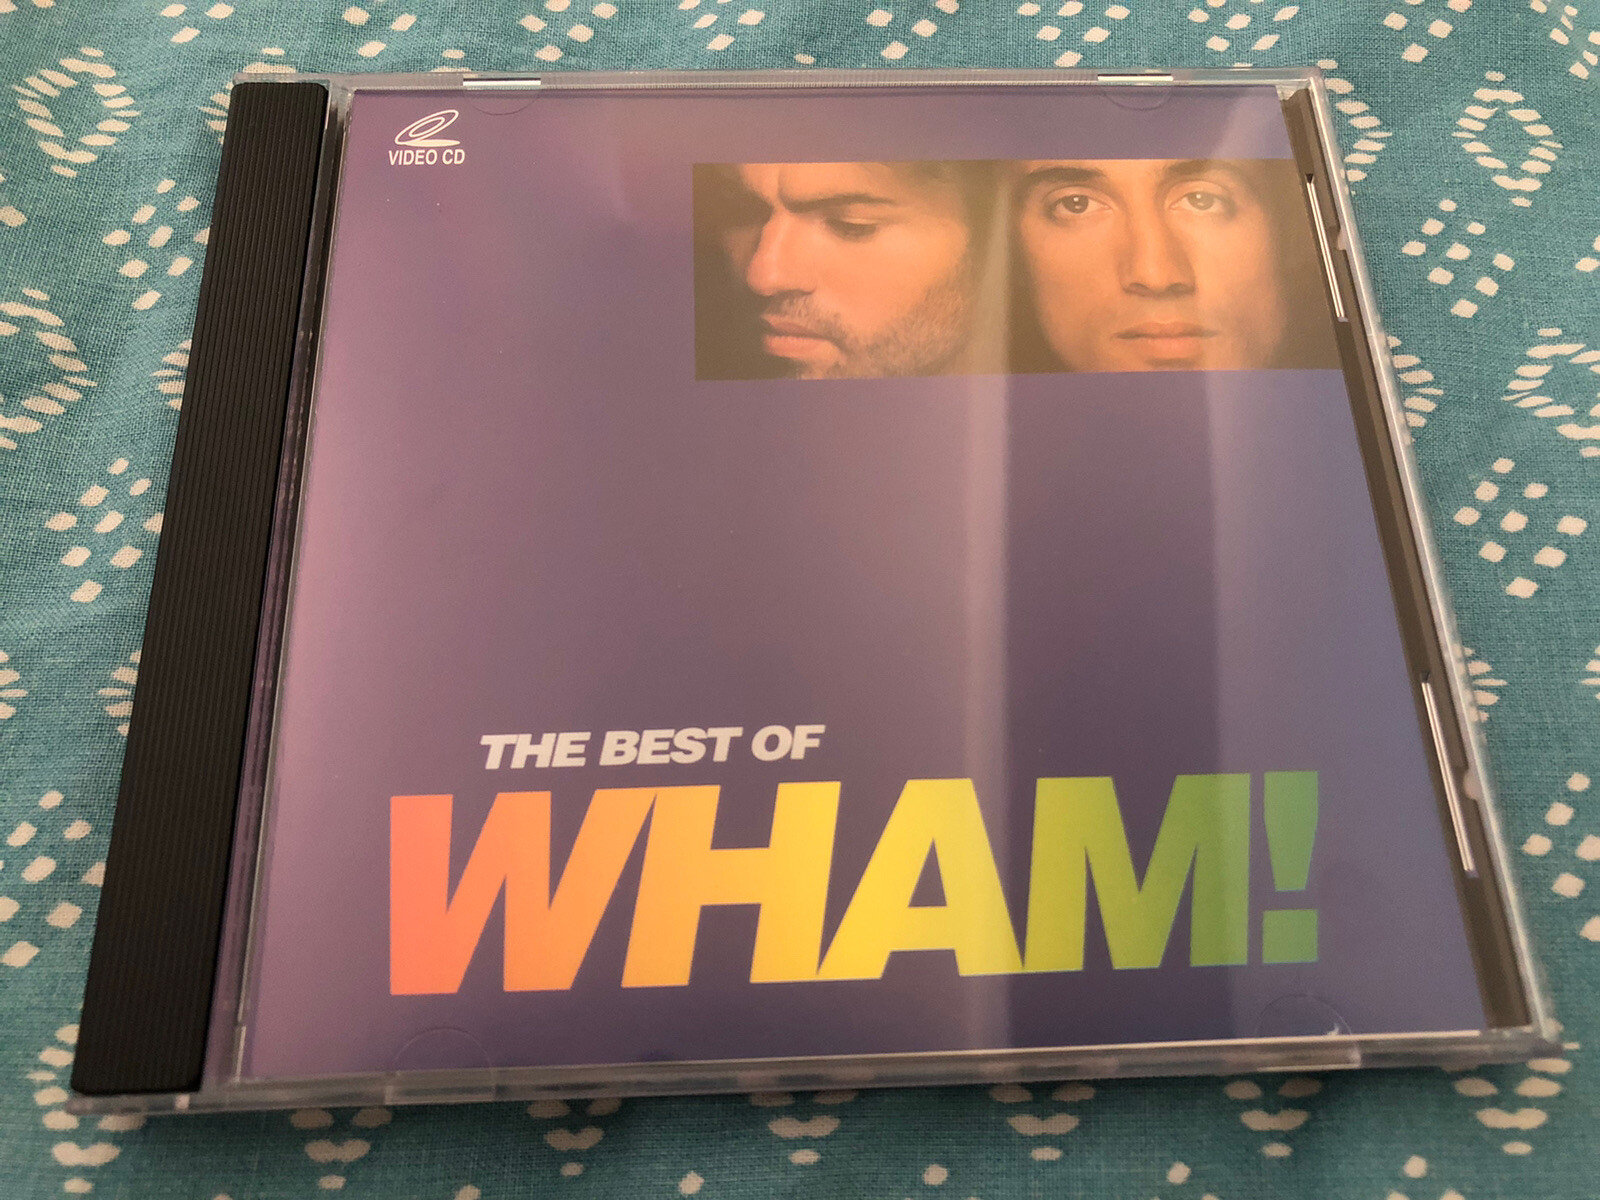 VIDEO CD
THE BEST OF
WHAM!